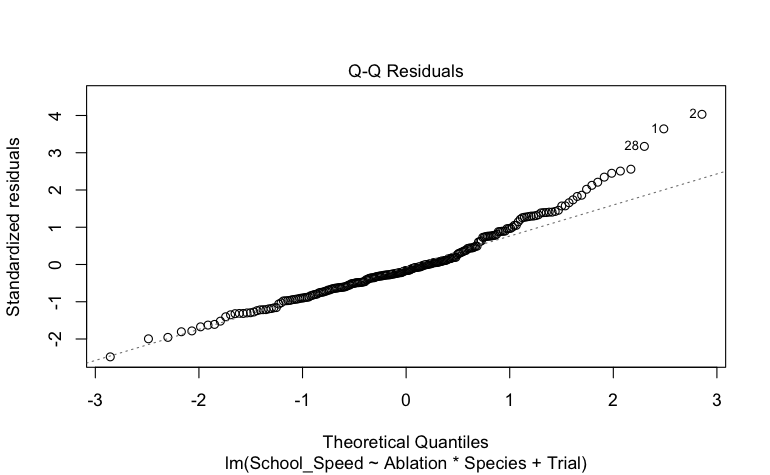 Q-Q Residuals
Standardized residuals
4
3
2
1
0
-1
-2
2
1
28
-3 -2 -1 0 1 2 3
Theoretical Quantiles
lm(School_Speed ~ Ablation * Species + Trial)